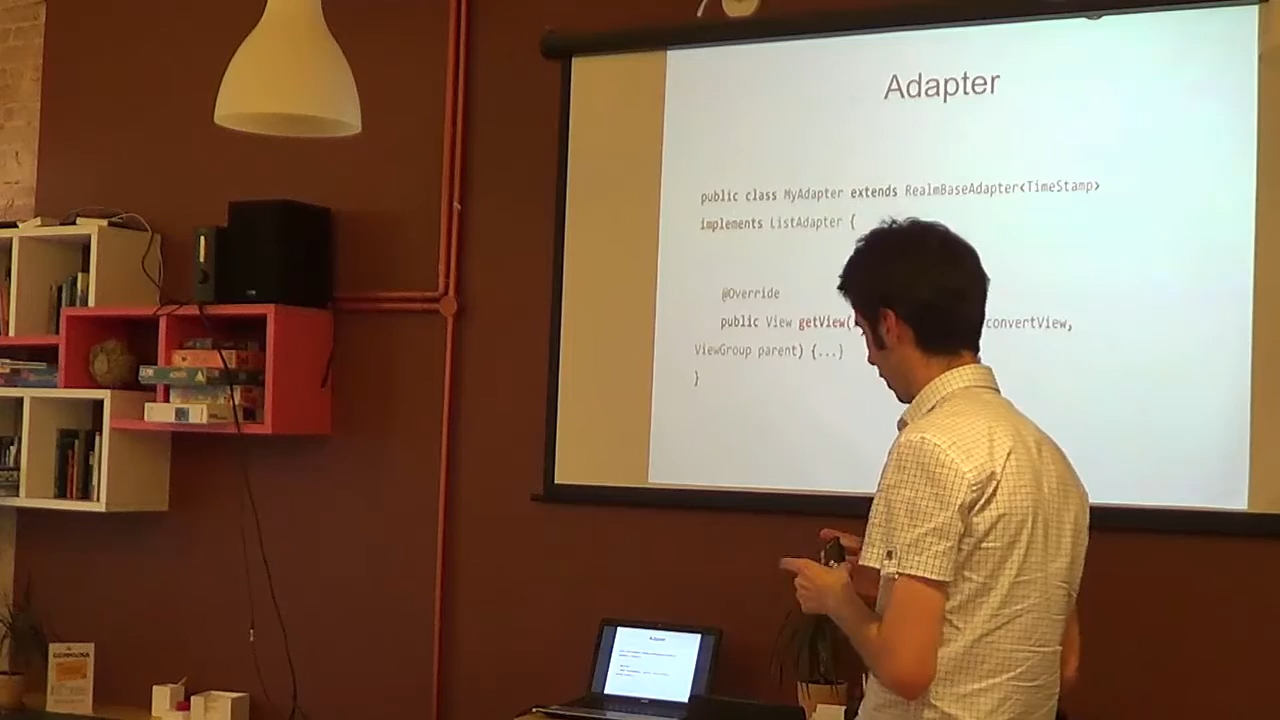 Adapter
public class MyAdapter extends RealmBaseAdapter<TimeStamp>
implements ListAdapter {
@Override
public View getView( convertView,
ViewGroup parent) {...}
}